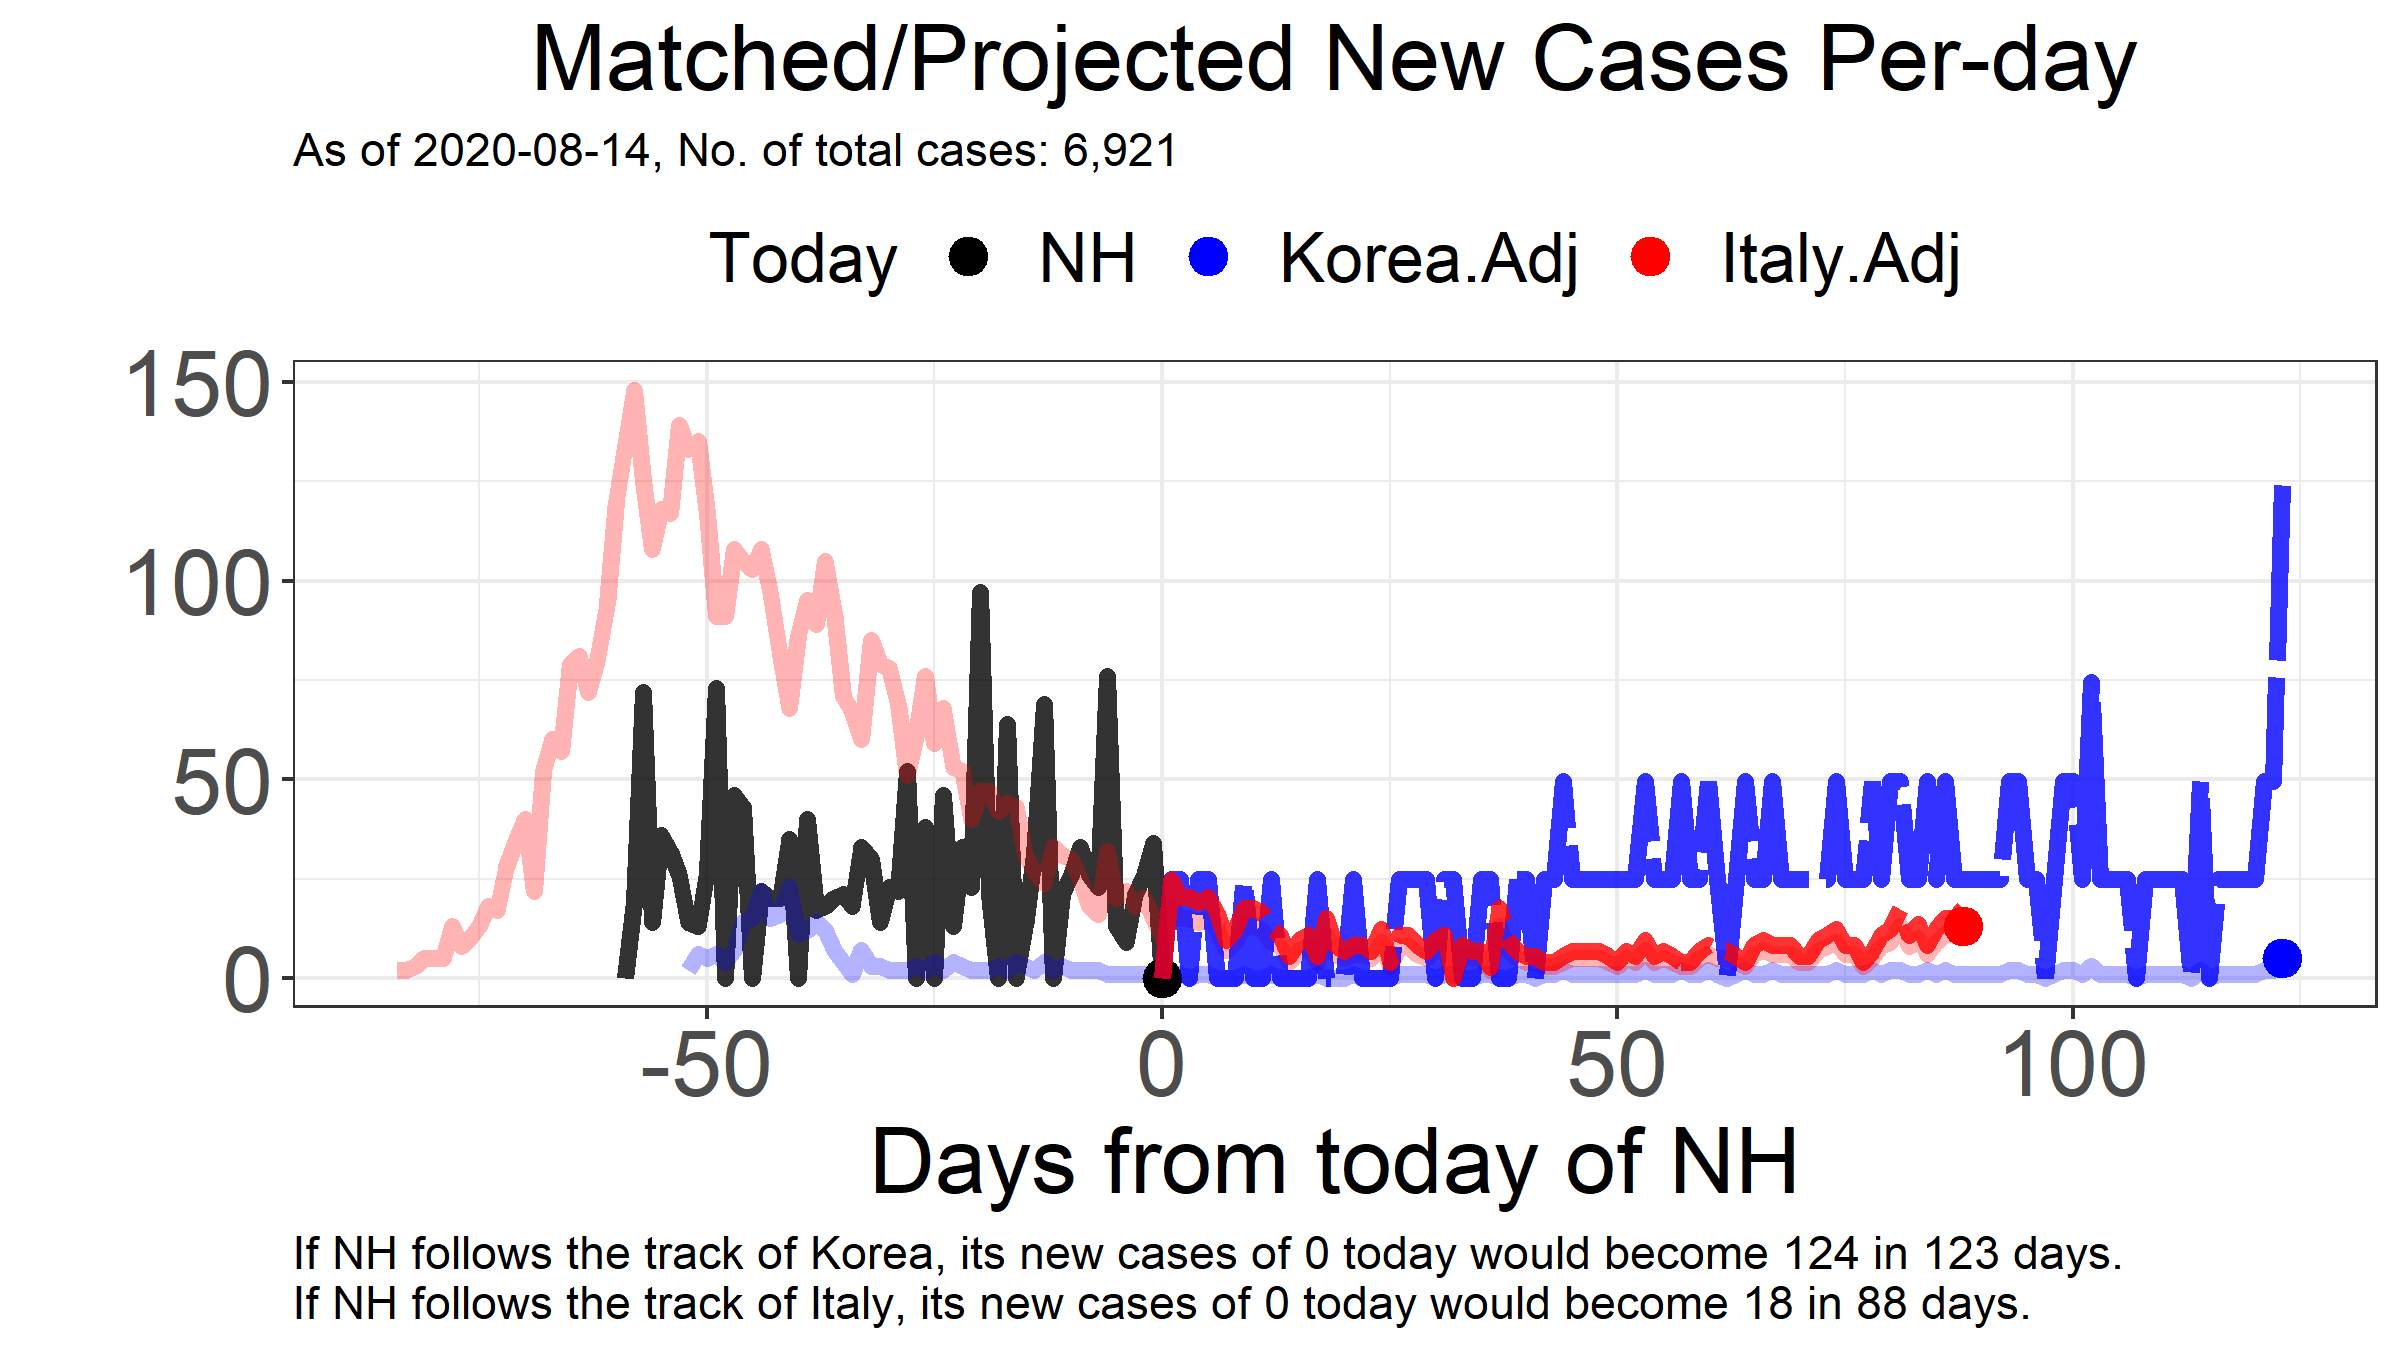 Matched/Projected New Cases Per-day
As of 2020-08-14, No. of total cases: 6,921
Today NH Korea.Adj Italy.Adj
150
100
50
0
-50 0 50 100
Days from today of NH
If NH follows the track of Korea, its new cases of 0 today would become 124 in 123 days.
If NH follows the track of Italy, its new cases of 0 today would become 18 in 88 days.